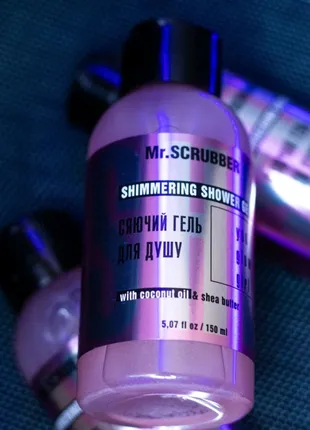 Mr.SCRUBBER
SHIMMERING SHOWER
СЯЮЧИЙ ГЕЛЬ
ДЛЯ ДУШУ
with coconut oil & shea butter
5,07 fl oz / 150 ml